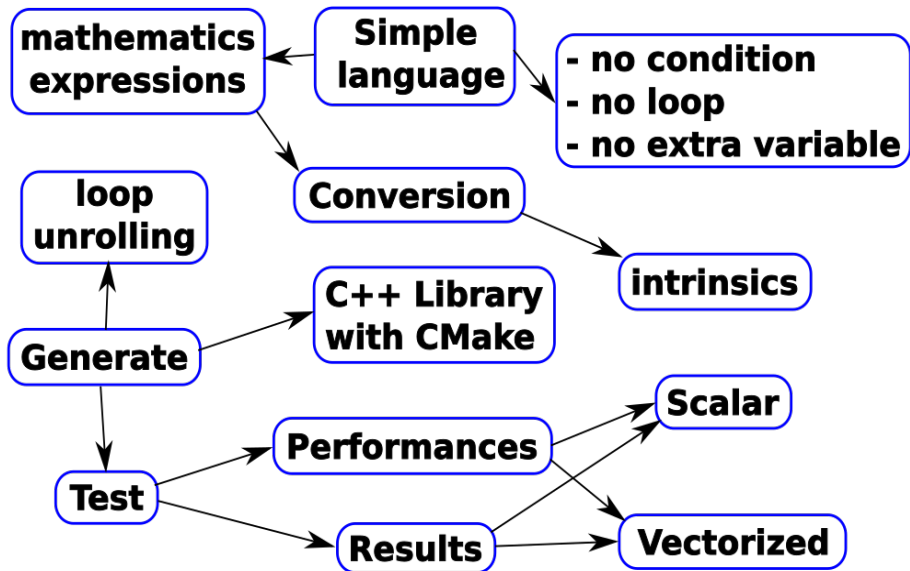 mathematics
expressions
Simple
language
- no condition
- no loop
- no extra variable
Conversion
loop
unrolling
intrinsics
C++ Library
with CMake
Generate
Scalar
Performances
Test
Results
Vectorized